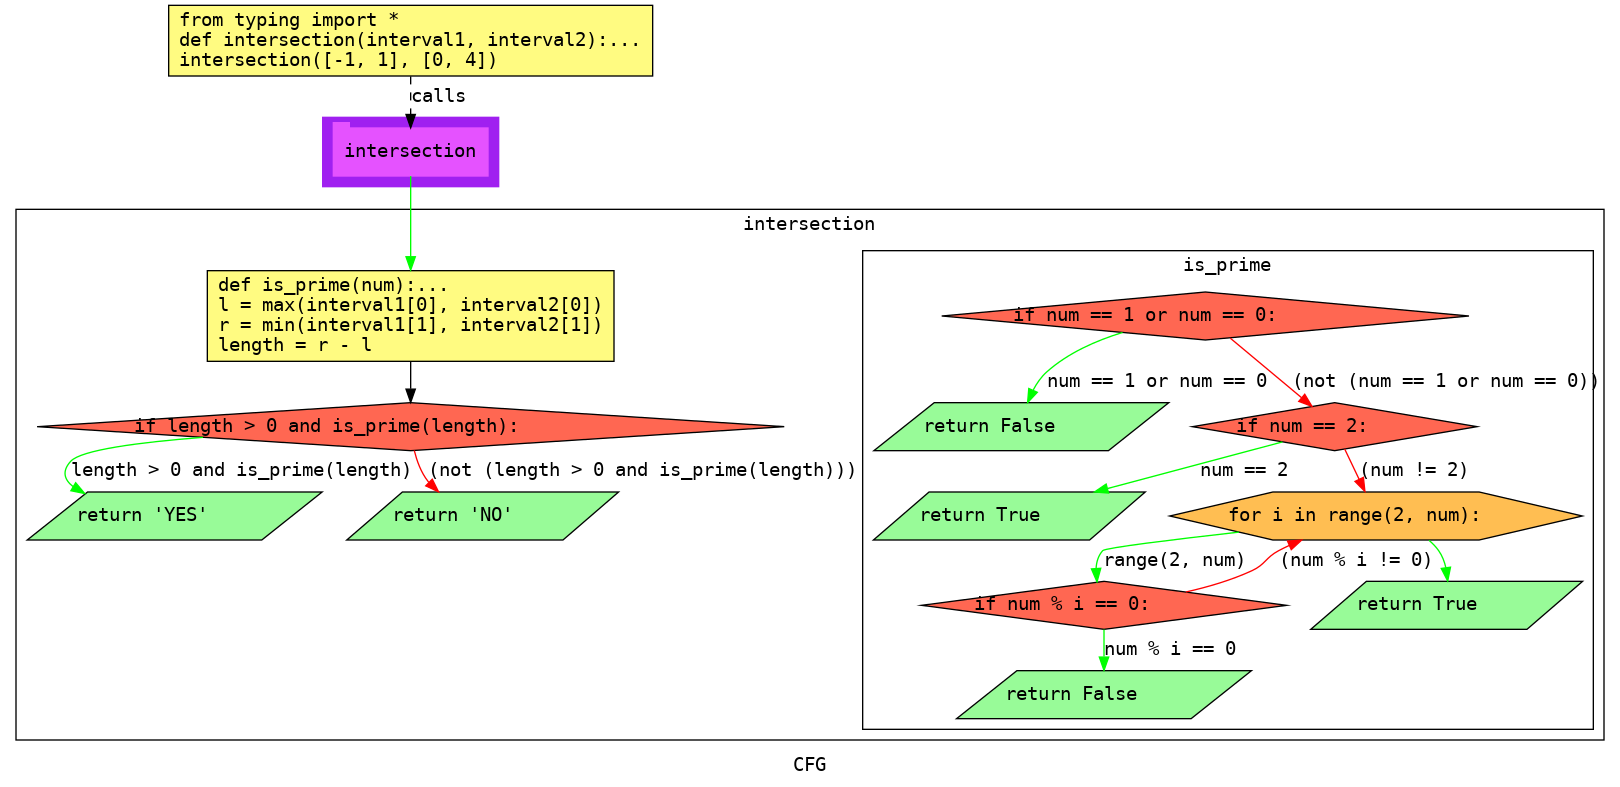 from typing import *
def intersection(interval1, interval2):...
intersection([-1, 1], [0, 4])
calls
intersection
intersection
def is_prime(num):...
l = max(interval1[0], interval2[0])
r = min(interval1[1], interval2[1])
length = r - l
if length > 0 and is_prime(length):
length > 0 and is_prime(length)
(not (length > 0 and is_prime(length)))
return 'YES'
return 'NO'
is_prime
if num == 1 or num == 0:
num == 1 or num == 0
(not (num == 1 or num == 0))
return False
if num == 2:
num == 2
(num != 2)
return True
for i in range(2, num):
range(2, num)
(num % i != 0)
if num % i == 0:
return True
num % i == 0
return False
CFG